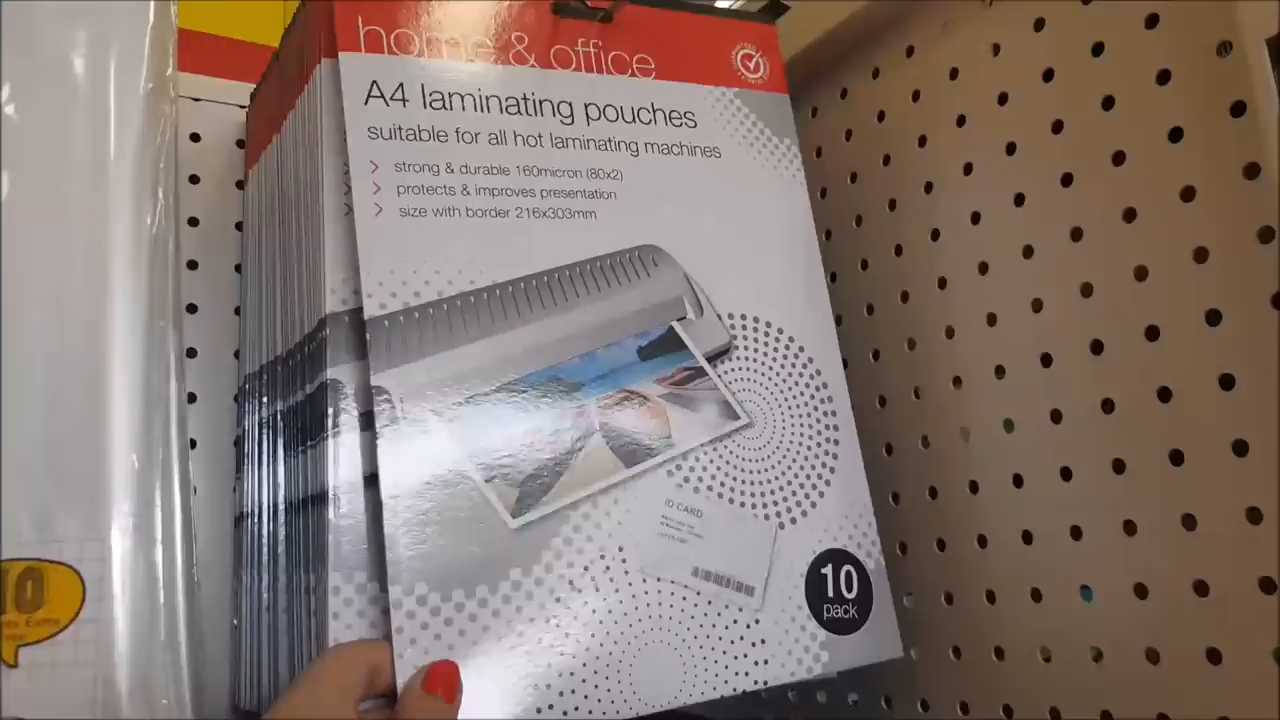 home & office
A4 laminating pouches
suitable for all hot laminating machines
strong & durable 160micron (80x2)
protects & improves presentation
size with border 216x303mm
ID CARD
10
pack
10